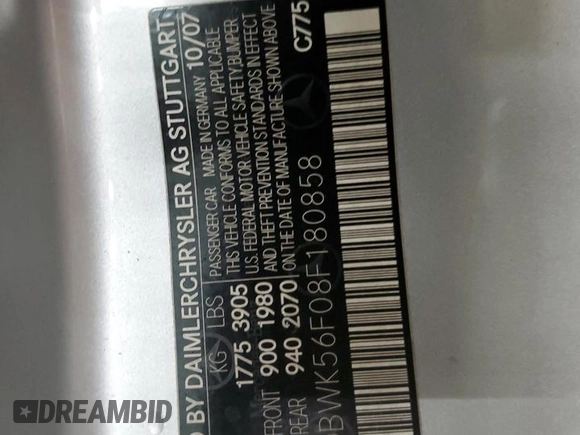 D BY DAIMLERCHRYSLER AG STUTTGART 10/07
KG LBS PASSENGER CAR MADE IN GERMANY
THIS VEHICLE CONFORMS TO ALL APPLICABLE
1775 3905 U.S. FEDERAL MOTOR VEHICLE SAFETY,BUMPER
FRONT 900 1980 AND THEFT PREVENTION STANDARDS IN EFFECT
REAR 940 2070 ON THE DATE OF MANUFACTURE SHOWN ABOVE
BWK56F08F180858 C775
DREAMBID